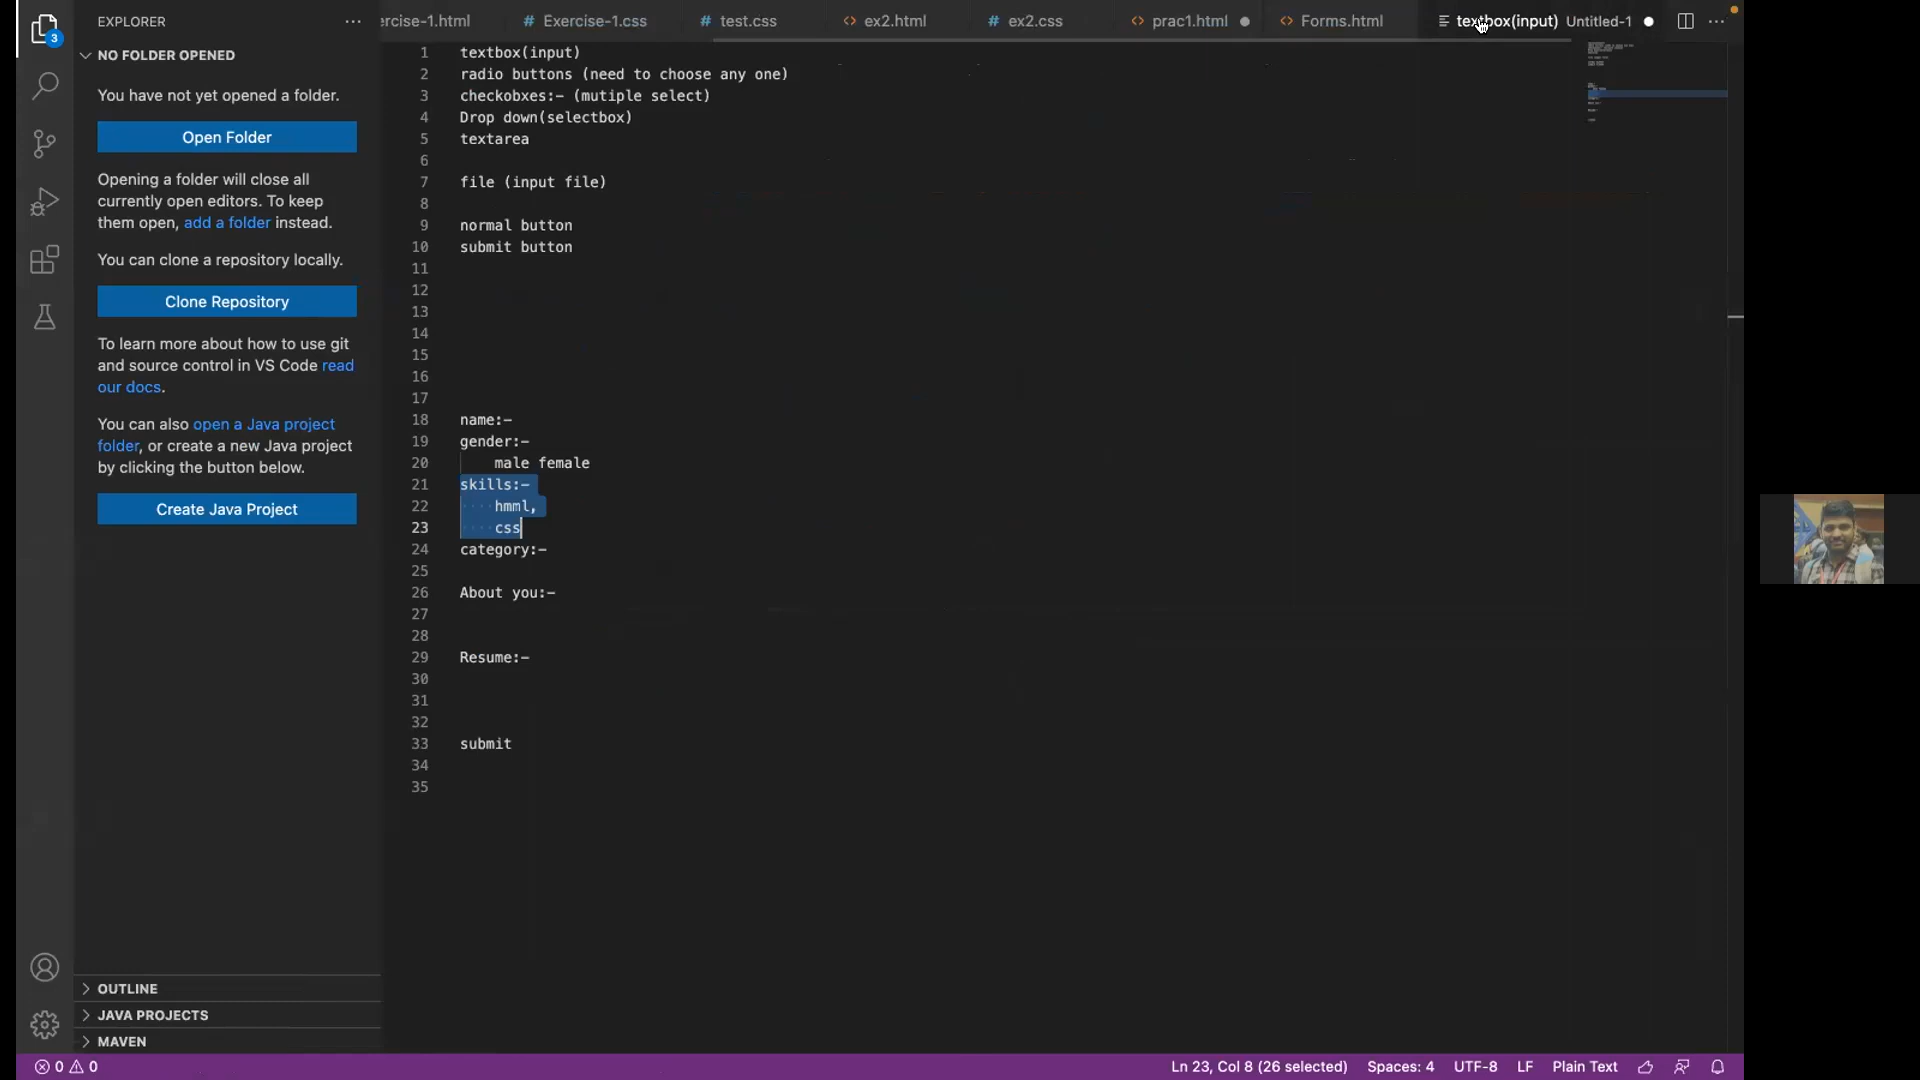 EXPLORER
3
NO FOLDER OPENED
You have not yet opened a folder.
Open Folder
Opening a folder will close all
currently open editors. To keep
them open, add a folder instead.
You can clone a repository locally.
Clone Repository
To learn more about how to use git
and source control in VS Code read
our docs.
You can also open a Java project
folder, or create a new Java project
by clicking the button below.
Create Java Project
OUTLINE
JAVA PROJECTS
MAVEN
ercise-1.html # Exercise-1.css # test.css <> ex2.html # ex2.css <> prac1.html <> Forms.html textbox(input) Untitled-1
1 textbox(input)
2 radio buttons (need to choose any one)
3 checkobxes:- (mutiple select)
4 Drop down(selectbox)
5 textarea
6
7 file (input file)
8
9 normal button
10 submit button
11
12
13
14
15
16
17
18 name:-
19 gender:-
20 male female
21 skills:-
22 hmml,
23 css
24 category:-
25
26 About you:-
27
28
29 Resume:-
30
31
32
33 submit
34
35
0 0 Ln 23, Col 8 (26 selected) Spaces: 4 UTF-8 LF Plain Text